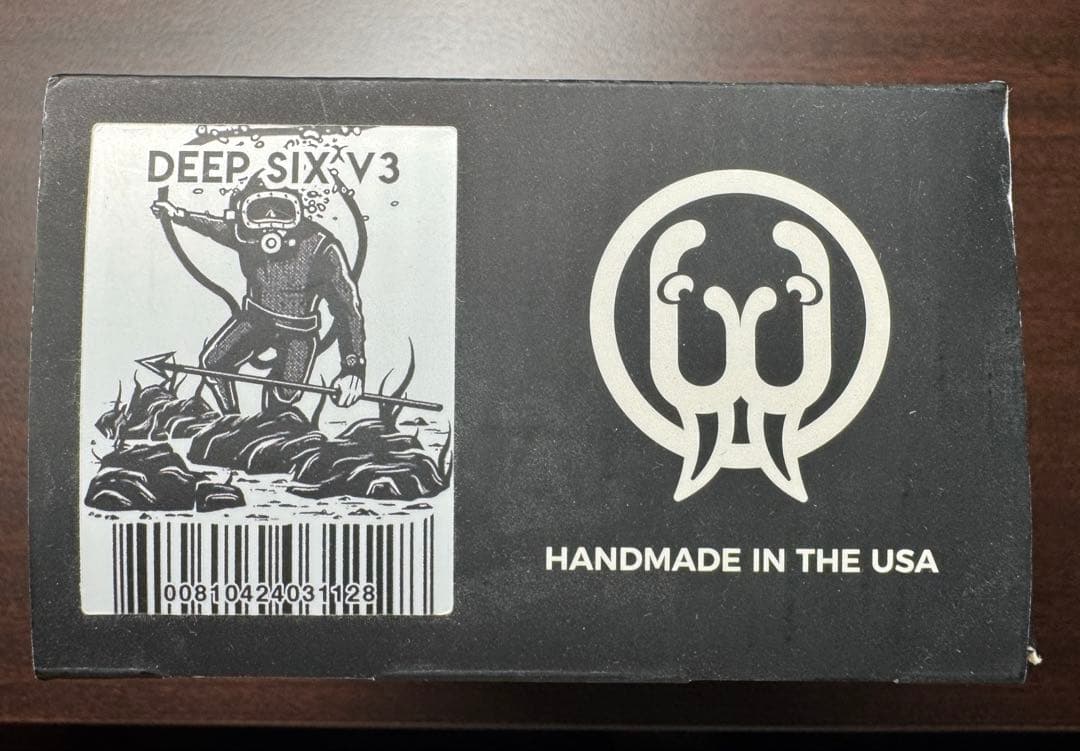 DEEP SIX V3
00810424031128
HANDMADE IN THE USA